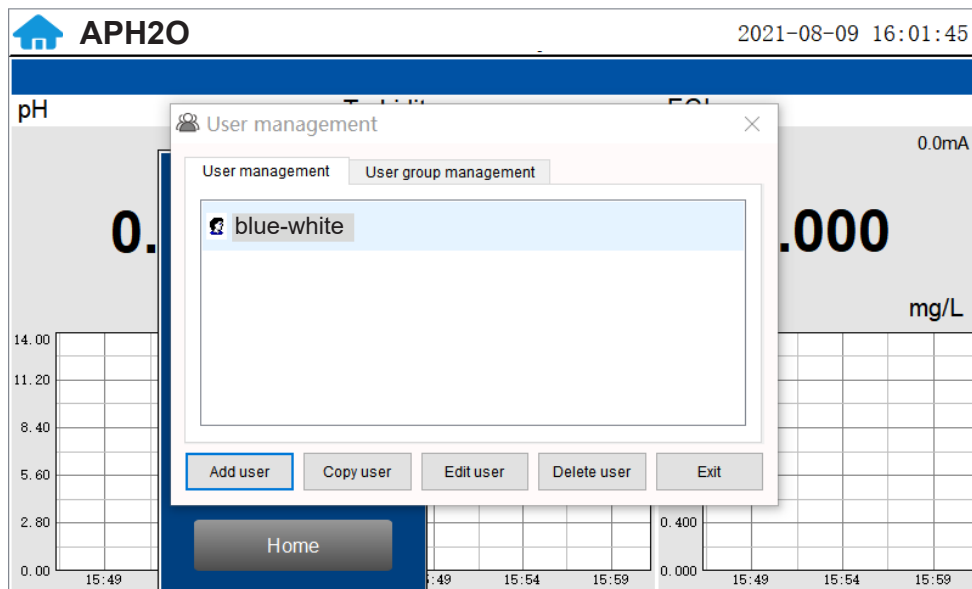 APH2O
2021-08-09 16:01:45
pH
User management
0.0mA
User management
User group management
blue-white
0.
.000
mg/L
14.00
11.20
8.40
5.60
2.80
0.00
Add user
Copy user
Edit user
Delete user
Exit
0.400
0.000
Home
15:49
:49
15:54
15:59
15:49
15:54
15:59